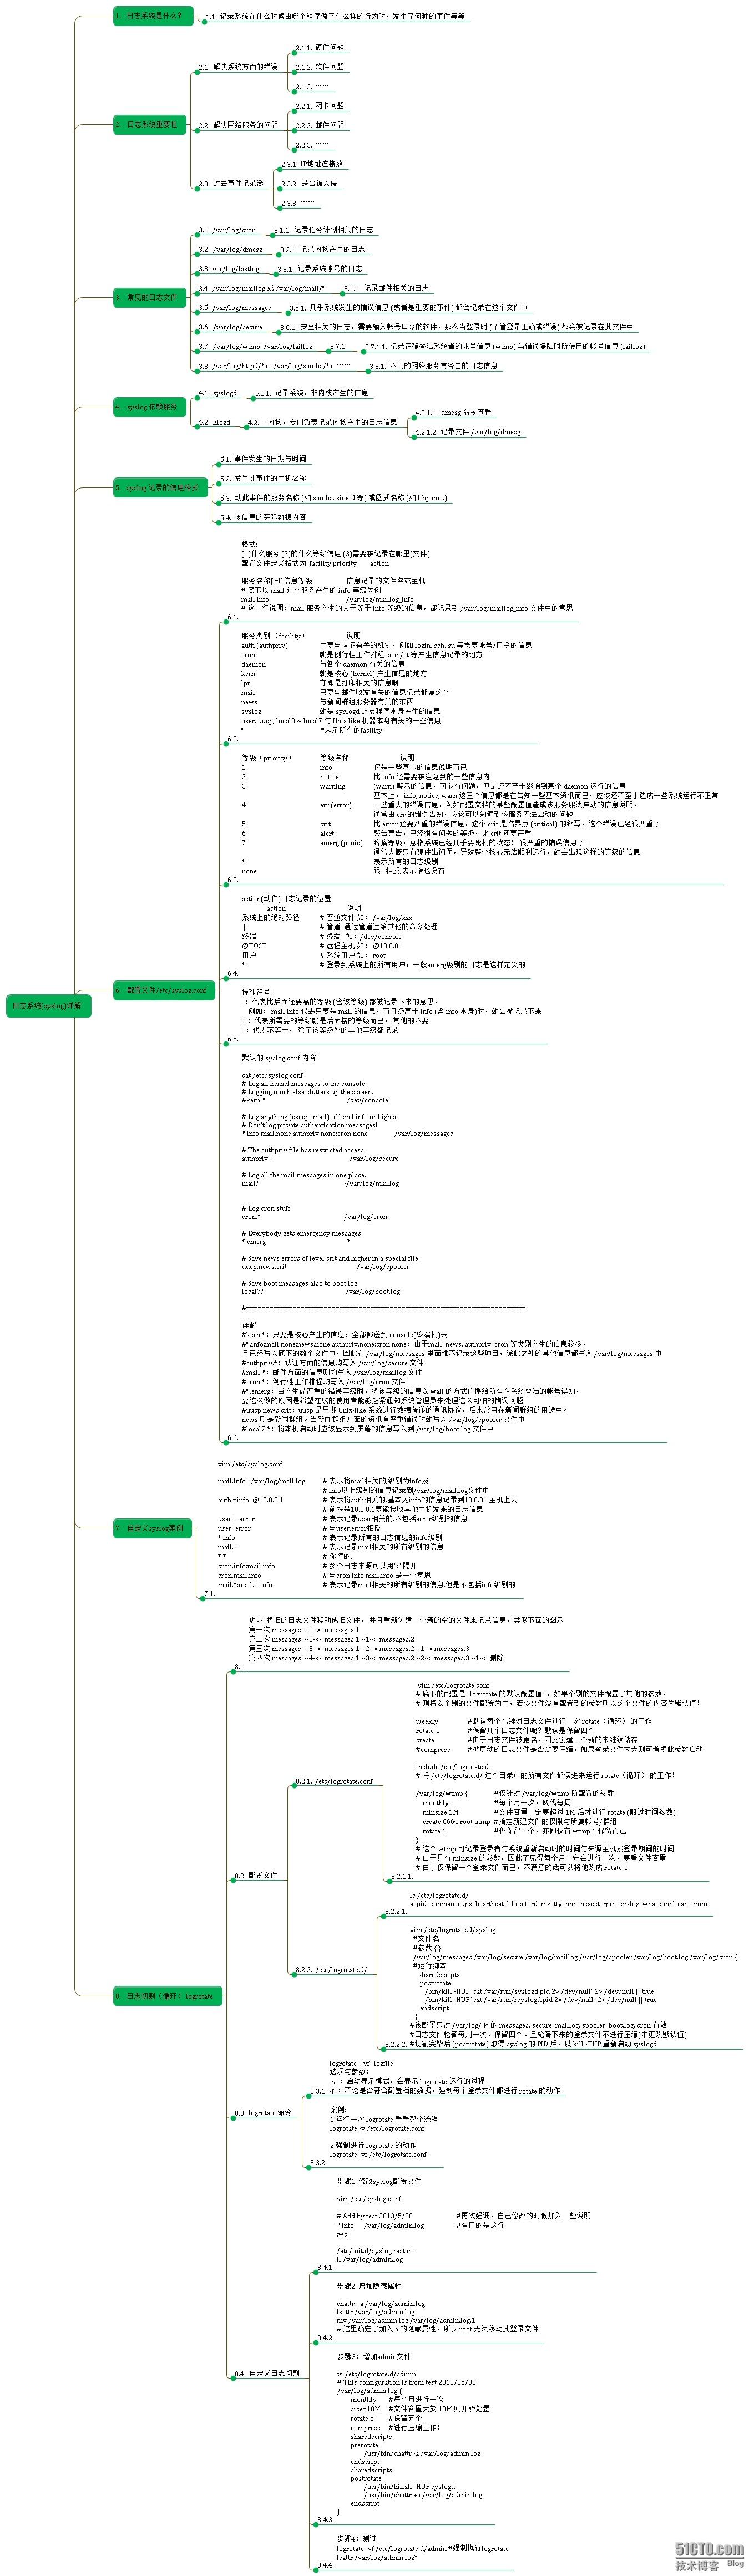 日志系统(syslog)详解
1. 日志系统是什么？
1.1. 记录系统在什么时候由哪个程序做了什么样的行为时，发生了何种的事件等等
2. 日志系统重要性
2.1. 解决系统方面的错误
2.1.1. 硬件问题
2.1.2. 软件问题
2.1.3. ……
2.2. 解决网络服务的问题
2.2.1. 网卡问题
2.2.2. 邮件问题
2.2.3. ……
2.3. 过去事件记录器
2.3.1. IP地址连接数
2.3.2. 是否被入侵
2.3.3. ……
3. 常见的日志文件
3.1. /var/log/cron
3.1.1. 记录任务计划相关的日志
3.2. /var/log/dmesg
3.2.1. 记录内核产生的日志
3.3. var/log/lastlog
3.3.1. 记录系统账号的日志
3.4. /var/log/maillog 或 /var/log/mail/*
3.4.1. 记录邮件相关的日志
3.5. /var/log/messages
3.5.1. 几乎系统发生的错误信息 (或者是重要的事件) 都会记录在这个文件中
3.6. /var/log/secure
3.6.1. 安全相关的日志，需要输入帐号口令的软件，那么当登录时 (不管登录正确或错误) 都会被记录在此文件中
3.7. /var/log/wtmp, /var/log/faillog
3.7.1.
3.7.1.1. 记录正确登陆系统者的帐号信息 (wtmp) 与错误登陆时所使用的帐号信息 (faillog)
3.8. /var/log/httpd/*， /var/log/samba/*，……
3.8.1. 不同的网络服务有各自的日志信息
4. syslog 依赖服务
4.1. syslogd
4.1.1. 记录系统，非内核产生的信息
4.2. klogd
4.2.1. 内核，专门负责记录内核产生的日志信息
4.2.1.1. dmesg 命令查看
4.2.1.2. 记录文件 /var/log/dmesg
5. syslog 记录的信息格式
5.1. 事件发生的日期与时间
5.2. 发生此事件的主机名称
5.3. 动此事件的服务名称 (如 samba, xinetd 等) 或函式名称 (如 libpam ..)
5.4. 该信息的实际数据内容
6. 配置文件/etc/syslog.conf
格式:
(1)什么服务 (2)的什么等级信息 (3)需要被记录在哪里(文件)
配置文件定义格式为: facility.priority action
服务名称[.=!]信息等级 信息记录的文件名或主机
# 底下以 mail 这个服务产生的 info 等级为例
mail.info /var/log/maillog_info
# 这一行说明：mail 服务产生的大于等于 info 等级的信息，都记录到 /var/log/maillog_info 文件中的意思
6.1.
服务类别（facility） 说明
auth (authpriv) 主要与认证有关的机制，例如 login, ssh, su 等需要帐号/口令的信息
cron 就是例行性工作排程 cron/at 等产生信息记录的地方
daemon 与各个 daemon 有关的信息
kern 就是核心 (kernel) 产生信息的地方
lpr 亦即是打印相关的信息啊
mail 只要与邮件收发有关的信息记录都属这个
news 与新闻群组服务器有关的东西
syslog 就是 syslogd 这支程序本身产生的信息
user, uucp, local0 ~ local7 与 Unix like 机器本身有关的一些信息
* *表示所有的facility
6.2.
等级（priority） 等级名称 说明
1 info 仅是一些基本的信息说明而已
2 notice 比 info 还需要被注意到的一些信息内
3 warning (warn) 警示的信息，可能有问题，但是还不至于影响到某个 daemon 运行的信息
基本上， info, notice, warn 这三个信息都是在告知一些基本资讯而已，应该还不至于造成一些系统运行不正常
4 err (error) 一些重大的错误信息，例如配置文档的某些配置值造成该服务服法启动的信息说明，
通常由 err 的错误告知，应该可以知道到该服务无法启动的问题
5 crit 比 error 还要严重的错误信息，这个 crit 是临界点 (critical) 的缩写，这个错误已经很严重了
6 alert 警告警告，已经很有问题的等级，比 crit 还要严重
7 emerg (panic) 疼痛等级，意指系统已经几乎要死机的状态！ 很严重的错误信息了。
通常大概只有硬件出问题，导致整个核心无法顺利运行，就会出现这样的等级的信息
* 表示所有的日志级别
none 跟* 相反,表示啥也没有
6.3.
action(动作)日志记录的位置
action 说明
系统上的绝对路径 # 普通文件 如：/var/log/xxx
| # 管道 通过管道送给其他的命令处理
终端 # 终端 如：/dev/console
@HOST # 远程主机 如： @10.0.0.1
用户 # 系统用户 如： root
* # 登录到系统上的所有用户，一般emerg级别的日志是这样定义的
6.4.
特殊符号:
. ：代表比后面还要高的等级 (含该等级) 都被记录下来的意思，
例如： mail.info 代表只要是 mail 的信息，而且级高于 info (含 info 本身)时，就会被记录下来
= ：代表所需要的等级就是后面接的等级而已， 其他的不要
! ：代表不等于，除了该等级外的其他等级都记录
6.5.
默认的 syslog.conf 内容
cat /etc/syslog.conf
# Log all kernel messages to the console.
# Logging much else clutters up the screen.
#kern.* /dev/console
# Log anything (except mail) of level info or higher.
# Don't log private authentication messages!
*.info;mail.none;authpriv.none;cron.none /var/log/messages
# The authpriv file has restricted access.
authpriv.* /var/log/secure
# Log all the mail messages in one place.
mail.* -/var/log/maillog
# Log cron stuff
cron.* /var/log/cron
# Everybody gets emergency messages
*.emerg *
# Save news errors of level crit and higher in a special file.
uucp,news.crit /var/log/spooler
# Save boot messages also to boot.log
local7.* /var/log/boot.log
#========================================================================
详解:
#kern.*：只要是核心产生的信息，全部都送到 console(终端机)去
#*.info;mail.none;news.none;authpriv.none;cron.none：由于mail, news, authpriv, cron 等类别产生的信息较多，
且已经写入底下的数个文件中，因此在 /var/log/messages 里面就不记录这些项目，除此之外的其他信息都写入 /var/log/messages 中
#authpriv.*：认证方面的信息均写入 /var/log/secure 文件
#mail.*：邮件方面的信息则均写入 /var/log/maillog 文件
#cron.*：例行性工作排程均写入 /var/log/cron 文件
#*.emerg：当产生最严重的错误等级时，将该等级的信息以 wall 的方式广播给所有在系统登陆的帐号得知，
要这么做的原因是希望在线的使用者能够赶紧通知系统管理员来处理这么可怕的错误问题
#uucp,news.crit：uucp 是早期 Unix-like 系统进行数据传递的通讯协议，后来常用在新闻群组的用途中。
news 则是新闻群组。当新闻群组方面的资讯有严重错误时就写入 /var/log/spooler 文件中
#local7.*：将本机启动时应该显示到屏幕的信息写入到 /var/log/boot.log 文件中
6.6.
7. 自定义syslog案例
vim /etc/syslog.conf
mail.info /var/log/mail.log # 表示将mail相关的,级别为info及
# info以上级别的信息记录到/var/log/mail.log文件中
auth.=info @10.0.0.1 # 表示将auth相关的,基本为info的信息记录到10.0.0.1主机上去
# 前提是10.0.0.1要能接收其他主机发来的日志信息
user.!=error # 表示记录user相关的,不包括error级别的信息
user.!error # 与user.error相反
*.info # 表示记录所有的日志信息的info级别
mail.* # 表示记录mail相关的所有级别的信息
*.* # 你懂的.
cron.info;mail.info # 多个日志来源可以用";" 隔开
cron,mail.info # 与cron.info;mail.info 是一个意思
mail.*;mail.!=info # 表示记录mail相关的所有级别的信息,但是不包括info级别的
7.1.
8. 日志切割（循环） logrotate
功能: 将旧的日志文件移动成旧文件， 并且重新创建一个新的空的文件来记录信息，类似下面的图示
第一次 messages --1--> messages.1
第二次 messages --2--> messages.1 --1--> messages.2
第三次 messages --3--> messages.1 --2--> messages.2 --1--> messages.3
第四次 messages --4--> messages.1 --3--> messages.2 --2--> messages.3 --1--> 删除
8.1.
8.2. 配置文件
8.2.1. /etc/logrotate.conf
vim /etc/logrotate.conf
# 底下的配置是 "logrotate 的默认配置值" ，如果个别的文件配置了其他的参数，
# 则将以个别的文件配置为主，若该文件没有配置到的参数则以这个文件的内容为默认值！
weekly #默认每个礼拜对日志文件进行一次 rotate（循环） 的工作
rotate 4 #保留几个日志文件呢？默认是保留四个
create #由于日志文件被更名，因此创建一个新的来继续储存
#compress #被更动的日志文件是否需要压缩，如果登录文件太大则可考虑此参数启动
include /etc/logrotate.d
# 将 /etc/logrotate.d/ 这个目录中的所有文件都读进来运行 rotate（循环） 的工作！
/var/log/wtmp { #仅针对 /var/log/wtmp 所配置的参数
monthly #每个月一次，取代每周
minsize 1M #文件容量一定要超过 1M 后才进行 rotate (略过时间参数)
create 0664 root utmp #指定新建文件的权限与所属帐号/群组
rotate 1 #仅保留一个，亦即仅有 wtmp.1 保留而已
}
# 这个 wtmp 可记录登录者与系统重新启动时的时间与来源主机及登录期间的时间
# 由于具有 minsize 的参数，因此不见得每个月一定会进行一次，要看文件容量
# 由于仅保留一个登录文件而已，不满意的话可以将他改成 rotate 4
8.2.1.1.
8.2.2. /etc/logrotate.d/
ls /etc/logrotate.d/
acpid conman cups heartbeat ldirectord mgetty ppp psacct rpm syslog wpa_supplicant yum
8.2.2.1.
vim /etc/logrotate.d/syslog
#文件名
#参数 { }
/var/log/messages /var/log/secure /var/log/maillog /var/log/spooler /var/log/boot.log /var/log/cron {
#运行脚本
sharedscripts
postrotate
/bin/kill -HUP `cat /var/run/syslogd.pid 2> /dev/null` 2> /dev/null || true
/bin/kill -HUP `cat /var/run/rsyslogd.pid 2> /dev/null` 2> /dev/null || true
endscript
}
#该配置只对 /var/log/ 内的 messages, secure, maillog, spooler, boot.log, cron 有效
#日志文件轮替每周一次、保留四个、且轮替下来的登录文件不进行压缩(未更改默认值)
8.2.2.2. #切割完毕后 (postrotate) 取得 syslog 的 PID 后，以 kill -HUP 重新启动 syslogd
8.3. logrotate 命令
logrotate [-vf] logfile
选项与参数:
-v ：启动显示模式，会显示 logrotate 运行的过程
8.3.1. -f ：不论是否符合配置档的数据，强制每个登录文件都进行 rotate 的动作
案例:
1.运行一次 logrotate 看看整个流程
logrotate -v /etc/logrotate.conf
2.强制进行 logrotate 的动作
logrotate -vf /etc/logrotate.conf
8.3.2.
8.4. 自定义日志切割
步骤1: 修改syslog配置文件
vim /etc/syslog.conf
# Add by test 2013/5/30 #再次强调，自己修改的时候加入一些说明
*.info /var/log/admin.log #有用的是这行
:wq
/etc/init.d/syslog restart
ll /var/log/admin.log
8.4.1.
步骤2: 增加隐藏属性
chattr +a /var/log/admin.log
lsattr /var/log/admin.log
mv /var/log/admin.log /var/log/admin.log.1
# 这里确定了加入 a 的隐藏属性，所以 root 无法移动此登录文件
8.4.2.
步骤3：增加admin文件
vi /etc/logrotate.d/admin
# This configuration is from test 2013/05/30
/var/log/admin.log {
monthly #每个月进行一次
size=10M #文件容量大於 10M 则开始处置
rotate 5 #保留五个
compress #进行压缩工作！
sharedscripts
prerotate
/usr/bin/chattr -a /var/log/admin.log
endscript
sharedscripts
postrotate
/usr/bin/killall -HUP syslogd
/usr/bin/chattr +a /var/log/admin.log
endscript
}
8.4.3.
步骤4：测试
logrotate -vf /etc/logrotate.d/admin #强制执行logrotate
lsattr /var/log/admin.log*
8.4.4.
51CTO.com
技术博客 Blog